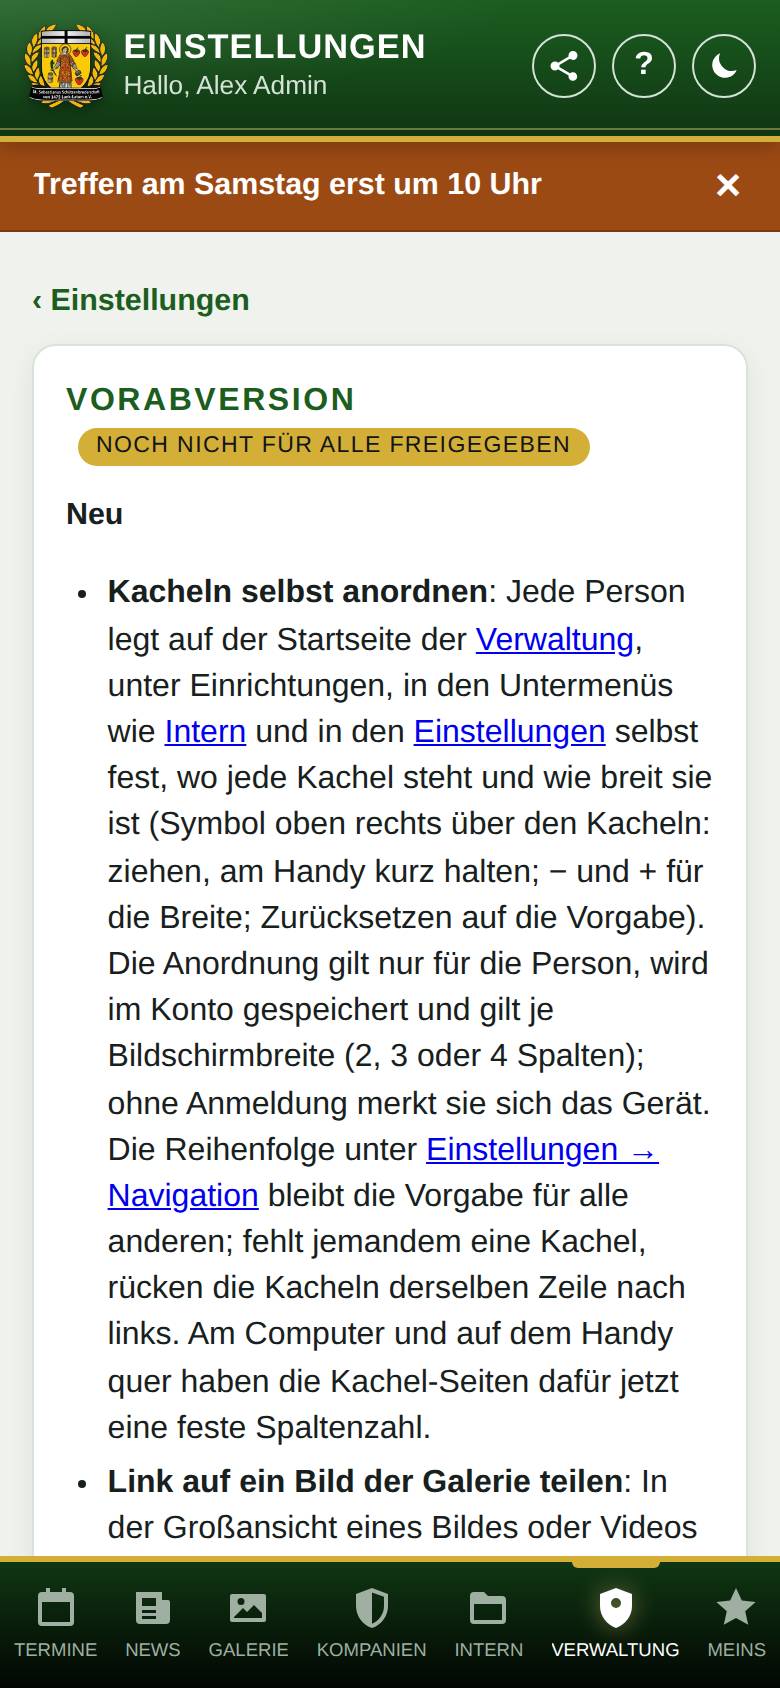 EINSTELLUNGEN
Hallo, Alex Admin
?
Treffen am Samstag erst um 10 Uhr
×
‹ Einstellungen
VORABVERSION
NOCH NICHT FÜR ALLE FREIGEGEBEN
Neu
• Kacheln selbst anordnen: Jede Person
legt auf der Startseite der Verwaltung,
unter Einrichtungen, in den Untermenüs
wie Intern und in den Einstellungen selbst
fest, wo jede Kachel steht und wie breit sie
ist (Symbol oben rechts über den Kacheln:
ziehen, am Handy kurz halten; − und + für
die Breite; Zurücksetzen auf die Vorgabe).
Die Anordnung gilt nur für die Person, wird
im Konto gespeichert und gilt je
Bildschirmbreite (2, 3 oder 4 Spalten);
ohne Anmeldung merkt sie sich das Gerät.
Die Reihenfolge unter Einstellungen →
Navigation bleibt die Vorgabe für alle
anderen; fehlt jemandem eine Kachel,
rücken die Kacheln derselben Zeile nach
links. Am Computer und auf dem Handy
quer haben die Kachel-Seiten dafür jetzt
eine feste Spaltenzahl.
• Link auf ein Bild der Galerie teilen: In
der Großansicht eines Bildes oder Videos
TERMINE NEWS GALERIE KOMPANIEN INTERN VERWALTUNG MEINS